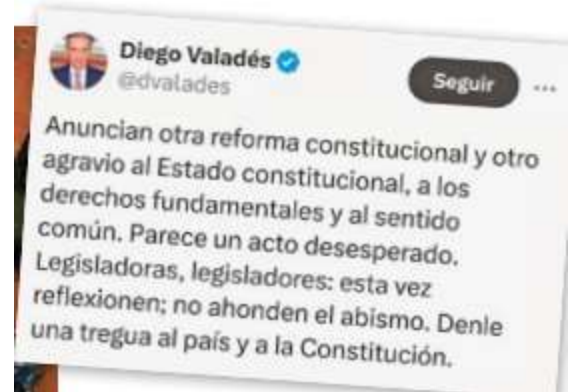 Diego Valadés
@dvalades
Seguir
Anuncian otra reforma constitucional y otro
agravio al Estado constitucional, a los
derechos fundamentales y al sentido
común. Parece un acto desesperado.
Legisladoras, legisladores: esta vez
reflexionen; no ahonden el abismo. Denle
una tregua al país y a la Constitución.